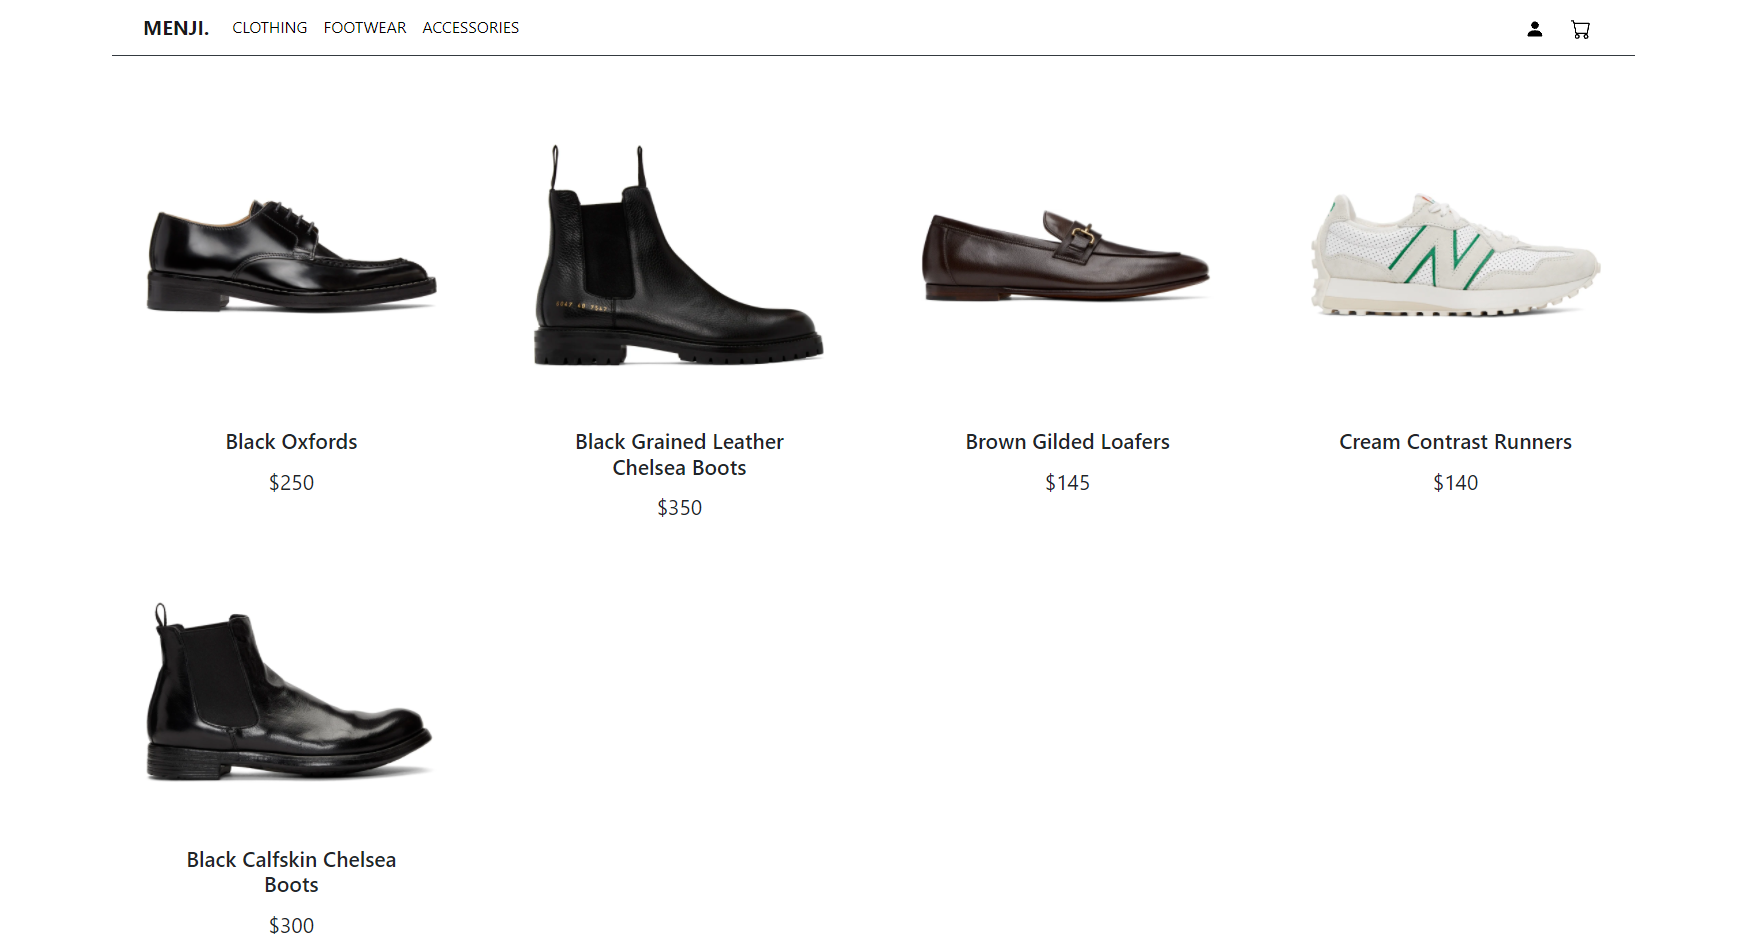 MENJI. CLOTHING FOOTWEAR ACCESSORIES
Black Oxfords
$250
Black Grained Leather
Chelsea Boots
$350
Brown Gilded Loafers
$145
Cream Contrast Runners
$140
Black Calfskin Chelsea
Boots
$300